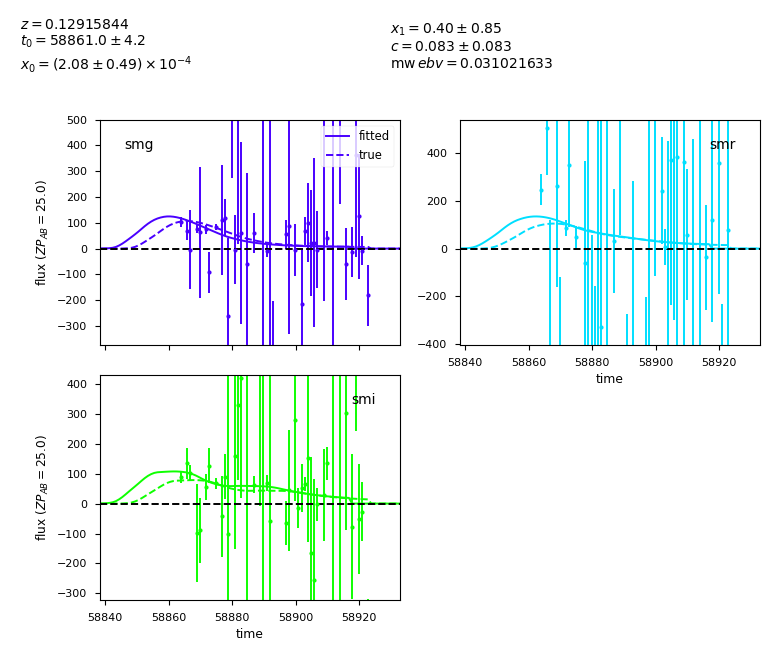 z = 0.12915844
t₀ = 58861.0 ± 4.2
x₀ = (2.08 ± 0.49) × 10⁻⁴
x₁ = 0.40 ± 0.85
c = 0.083 ± 0.083
mw ebv = 0.031021633
smg
fitted
true
flux (ZP_AB = 25.0)
500
400
300
200
100
0
−100
−200
−300
smr
400
200
0
−200
−400
58840 58860 58880 58900 58920
time
smi
flux (ZP_AB = 25.0)
400
300
200
100
0
−100
−200
−300
58840 58860 58880 58900 58920
time